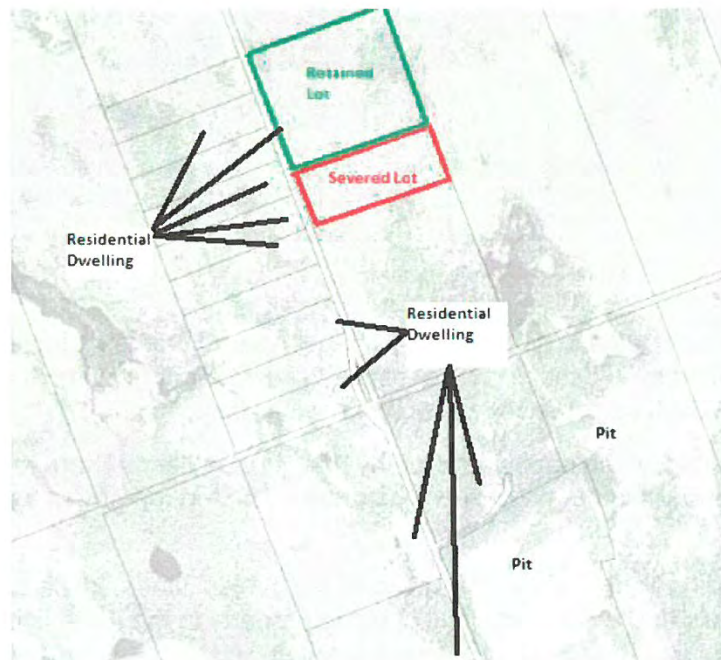 Retained
Lot
Severed Lot
Residential
Dwelling
Residential
Dwelling
Pit
Pit